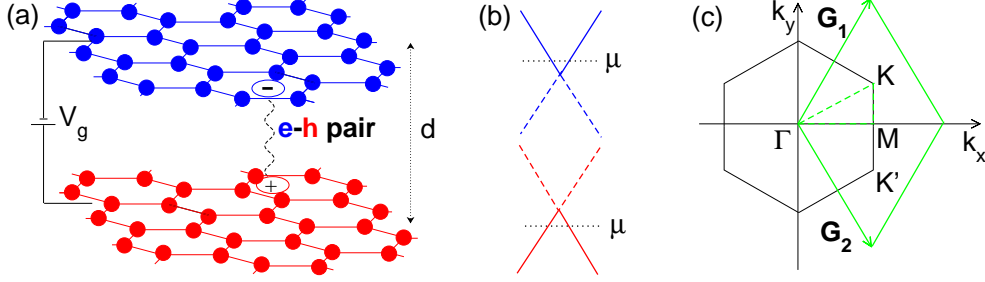 (a)
V_g
-
e-h pair
+
d
(b)
μ
μ
(c)
k_y
G_1
K
Γ
M
k_x
K'
G_2